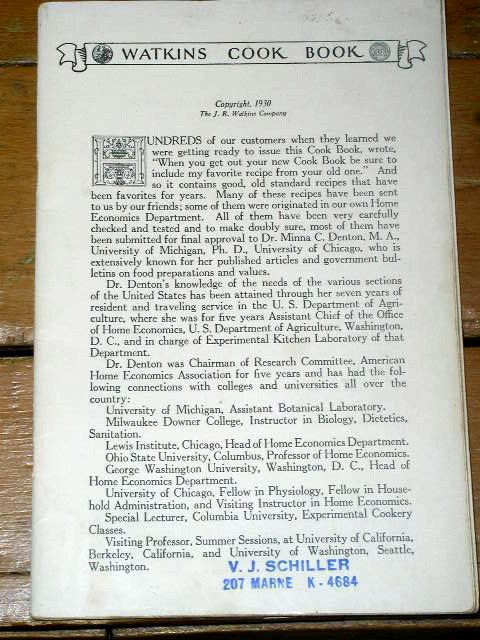 WATKINS COOK BOOK
Copyright, 1930
The J. R. Watkins Company
HUNDREDS of our customers when they learned we
were getting ready to issue this Cook Book, wrote,
"When you get out your new Cook Book be sure to
include my favorite recipe from your old one." And
so it contains good, old standard recipes that have
been favorites for years. Many of these recipes have been sent
to us by our friends; some of them were originated in our own Home
Economics Department. All of them have been very carefully
checked and tested and to make doubly sure, most of them have
been submitted for final approval to Dr. Minna C. Denton, M. A.,
University of Michigan, Ph. D., University of Chicago, who is
extensively known for her published articles and government bul-
letins on food preparations and values.
Dr. Denton's knowledge of the needs of the various sections
of the United States has been attained through her seven years of
resident and traveling service in the U. S. Department of Agri-
culture, where she was for five years Assistant Chief of the Office
of Home Economics, U. S. Department of Agriculture, Washington,
D. C., and in charge of Experimental Kitchen Laboratory of that
Department.
Dr. Denton was Chairman of Research Committee, American
Home Economics Association for five years and has had the fol-
lowing connections with colleges and universities all over the
country:
University of Michigan, Assistant Botanical Laboratory.
Milwaukee Downer College, Instructor in Biology, Dietetics,
Sanitation.
Lewis Institute, Chicago, Head of Home Economics Department.
Ohio State University, Columbus, Professor of Home Economics.
George Washington University, Washington, D. C., Head of
Home Economics Department.
University of Chicago, Fellow in Physiology, Fellow in House-
hold Administration, and Visiting Instructor in Home Economics.
Special Lecturer, Columbia University, Experimental Cookery
Classes.
Visiting Professor, Summer Sessions, at University of California,
Berkeley, California, and University of Washington, Seattle,
Washington.
V. J. SCHILLER
207 MARNE K-4684